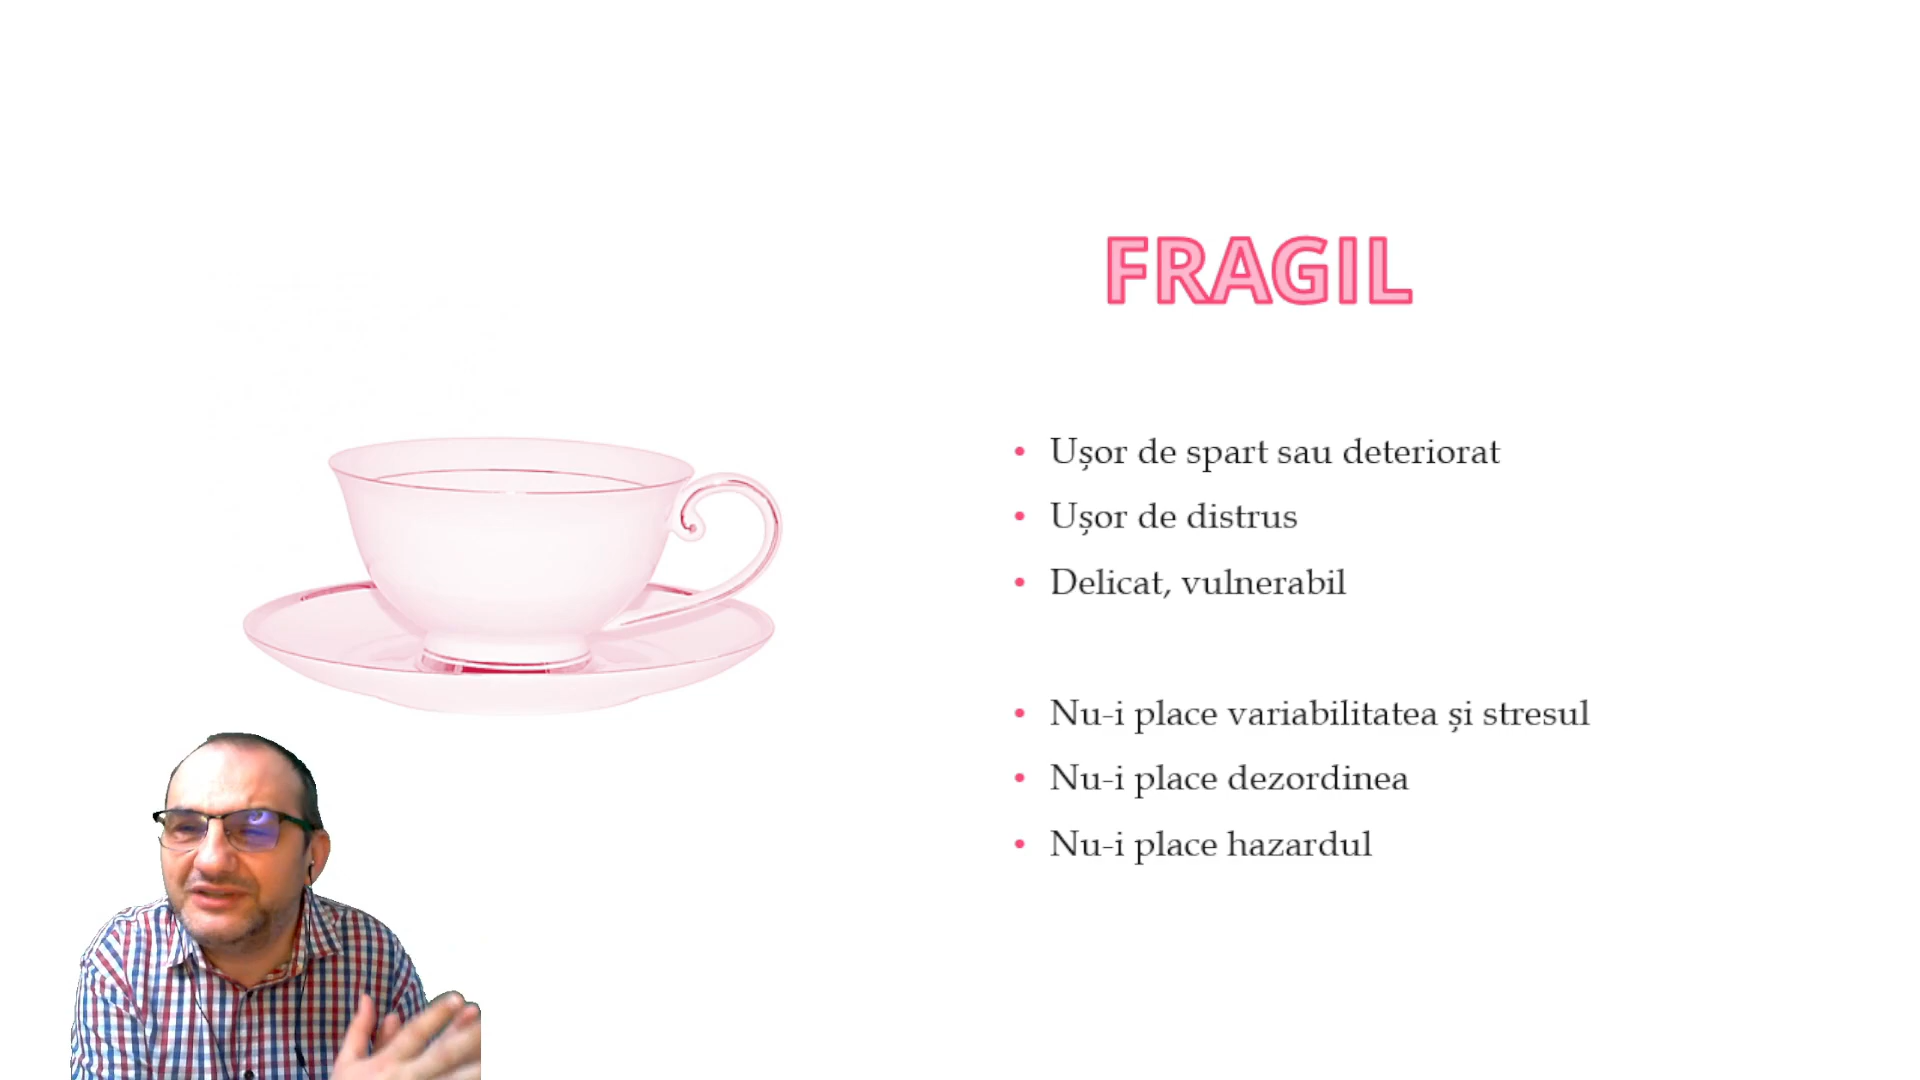 FRAGIL
• Ușor de spart sau deteriorat
• Ușor de distrus
• Delicat, vulnerabil
• Nu-i place variabilitatea și stresul
• Nu-i place dezordinea
• Nu-i place hazardul